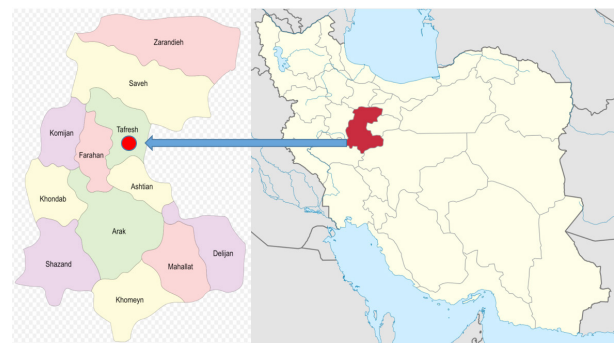 Zarandieh
Saveh
Tafresh
Komijan
Farahan
Ashtian
Khondab
Arak
Delijan
Shazand
Mahallat
Khomeyn